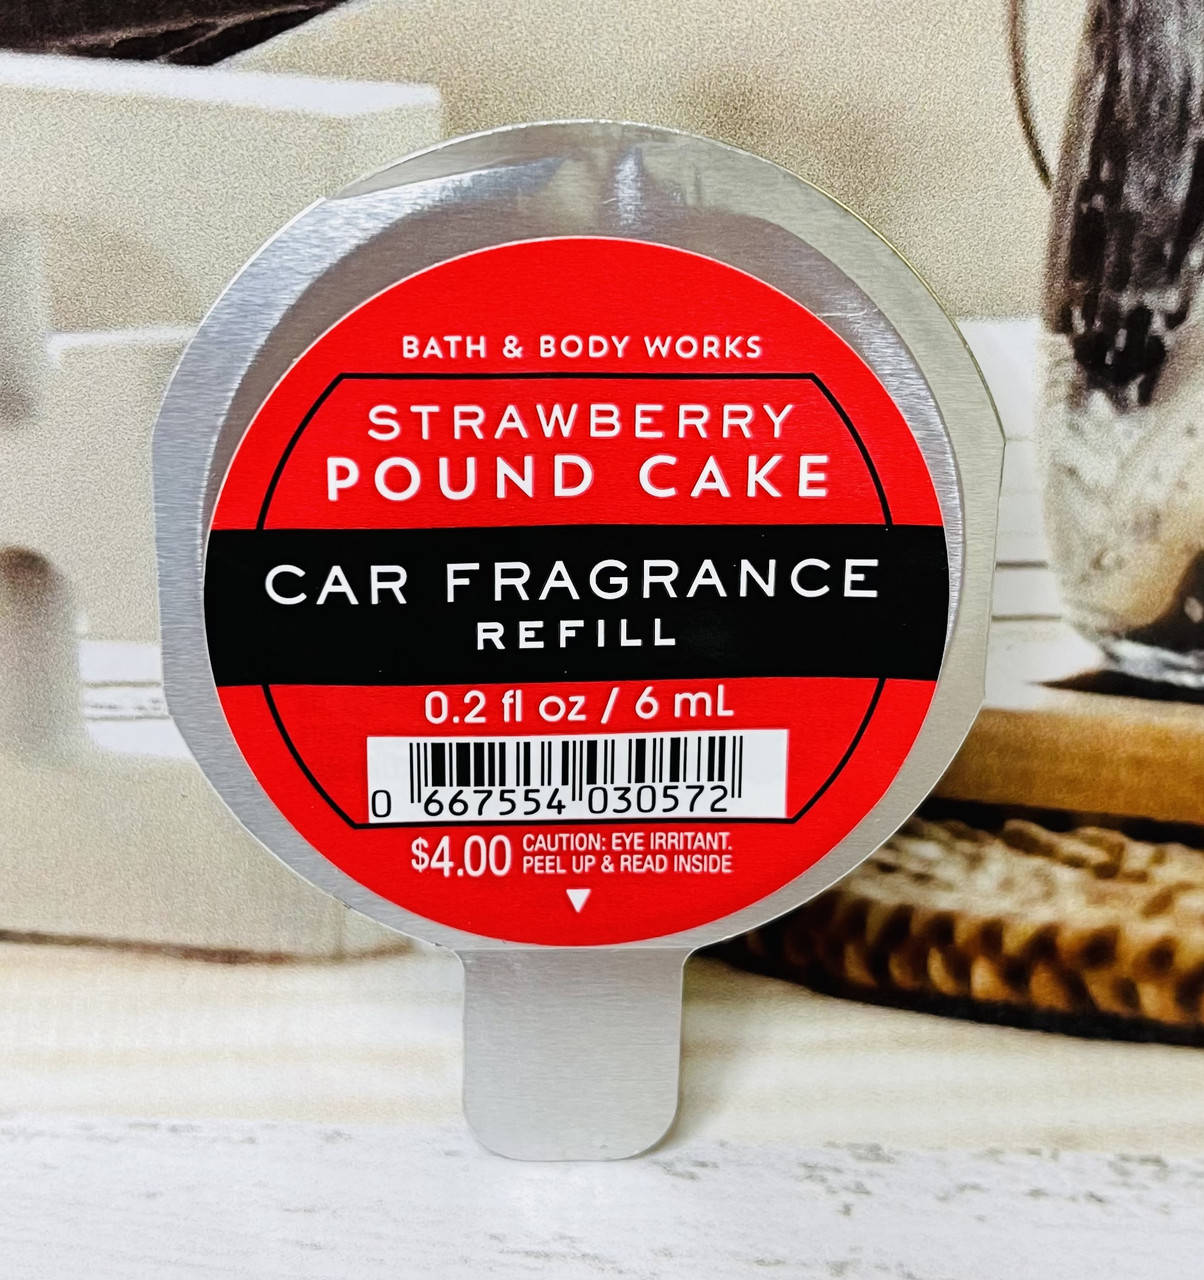 BATH & BODY WORKS
STRAWBERRY
POUND CAKE
CAR FRAGRANCE
REFILL
0.2 fl oz / 6 mL
0 667554 030572
$4.00 CAUTION: EYE IRRITANT.
PEEL UP & READ INSIDE